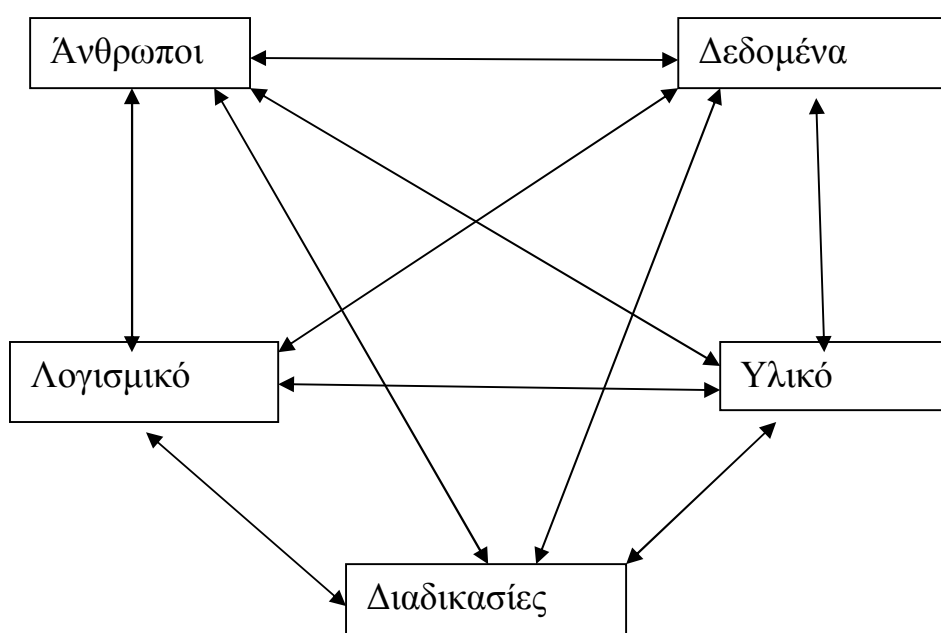 Άνθρωποι
Δεδομένα
Λογισμικό
Υλικό
Διαδικασίες